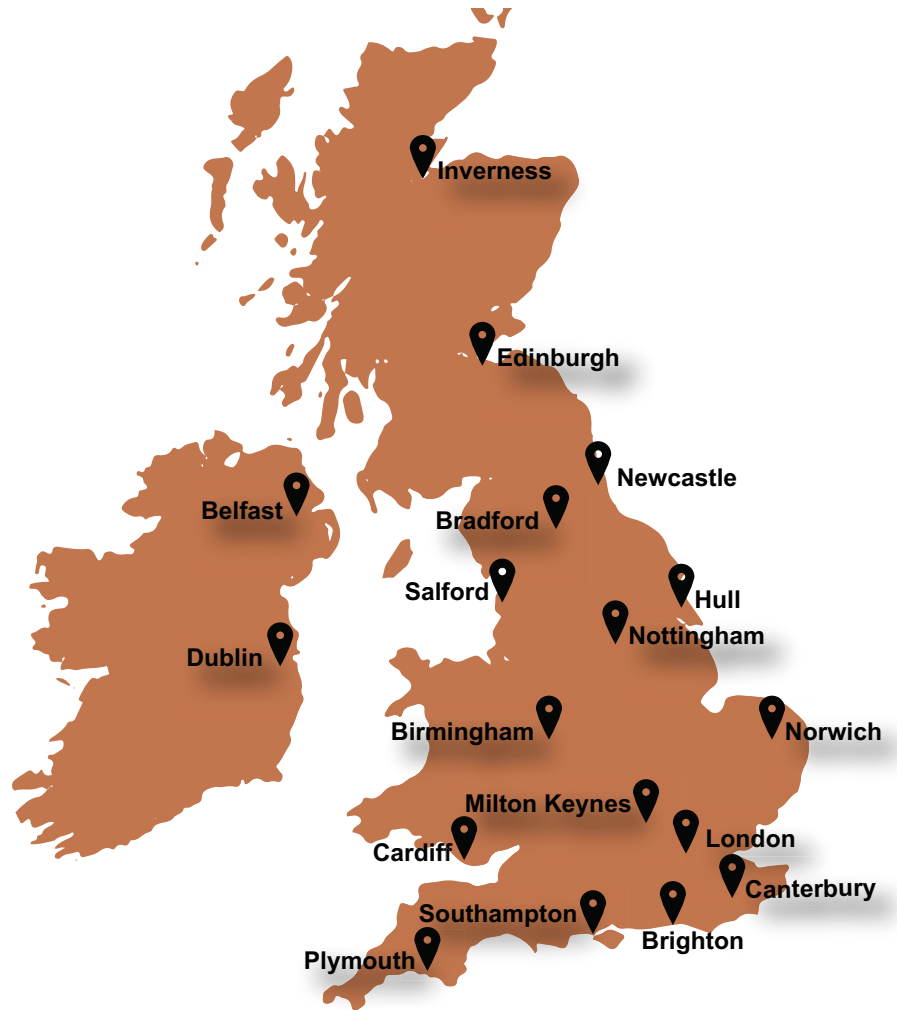 Inverness
Edinburgh
Newcastle
Belfast
Bradford
Salford
Hull
Nottingham
Dublin
Birmingham
Norwich
Milton Keynes
London
Cardiff
Canterbury
Southampton
Brighton
Plymouth